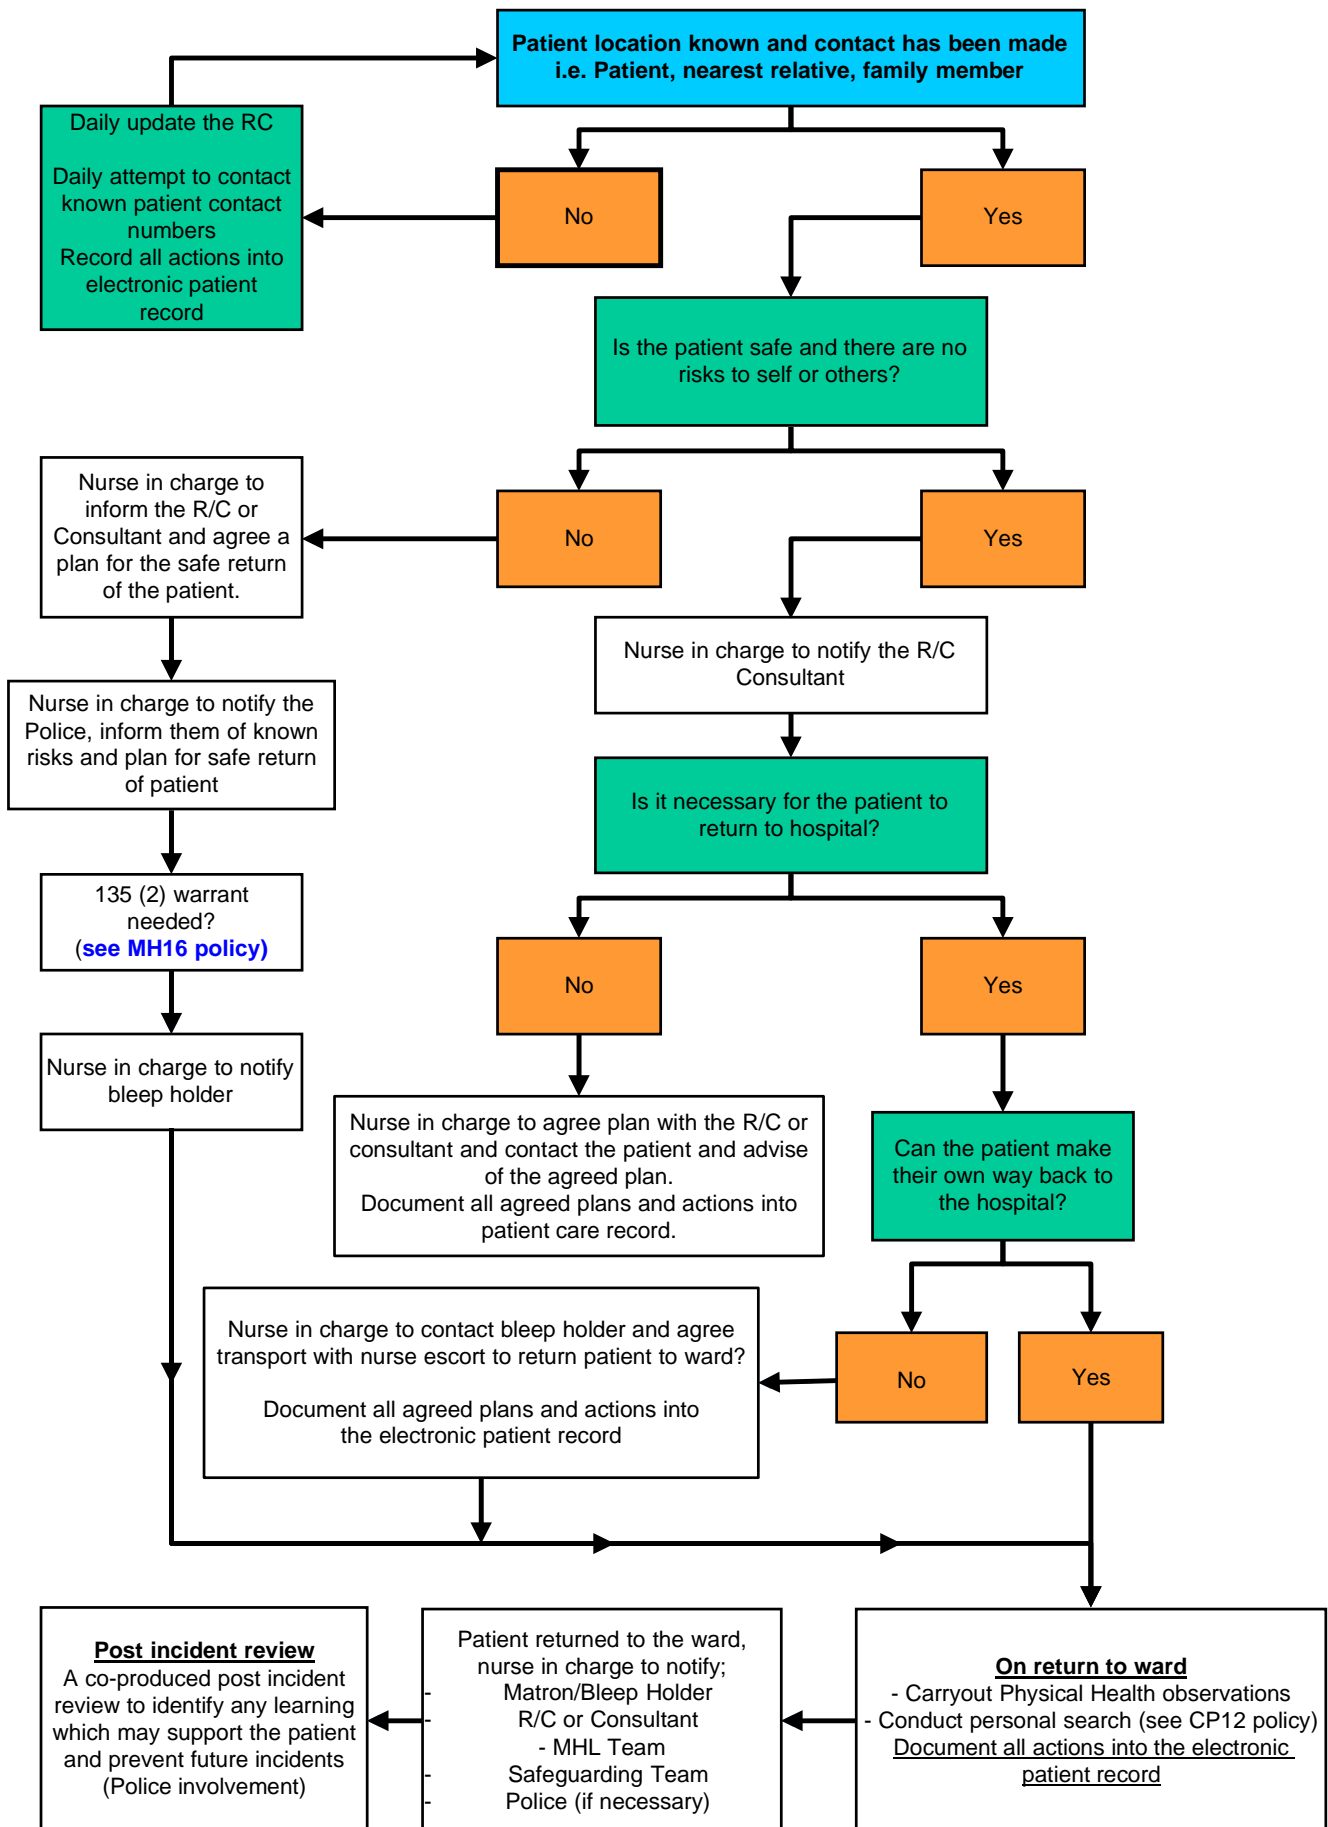 Patient location known and contact has been made
i.e. Patient, nearest relative, family member
Daily update the RC
Daily attempt to contact
known patient contact
numbers
Record all actions into
electronic patient
record
No
Yes
Is the patient safe and there are no
risks to self or others?
Nurse in charge to
inform the R/C or
Consultant and agree a
plan for the safe return
of the patient.
No
Yes
Nurse in charge to notify the R/C
Consultant
Nurse in charge to notify the
Police, inform them of known
risks and plan for safe return
of patient
Is it necessary for the patient to
return to hospital?
135 (2) warrant
needed?
(see MH16 policy)
No
Yes
Nurse in charge to notify
bleep holder
Nurse in charge to agree plan with the R/C or
consultant and contact the patient and advise
of the agreed plan.
Document all agreed plans and actions into
patient care record.
Can the patient make
their own way back to
the hospital?
Nurse in charge to contact bleep holder and agree
transport with nurse escort to return patient to ward?
Document all agreed plans and actions into
the electronic patient record
No
Yes
Post incident review
A co-produced post incident
review to identify any learning
which may support the patient
and prevent future incidents
(Police involvement)
Patient returned to the ward,
nurse in charge to notify;
- Matron/Bleep Holder
- R/C or Consultant
- MHL Team
- Safeguarding Team
- Police (if necessary)
On return to ward
- Carryout Physical Health observations
- Conduct personal search (see CP12 policy)
Document all actions into the electronic
patient record